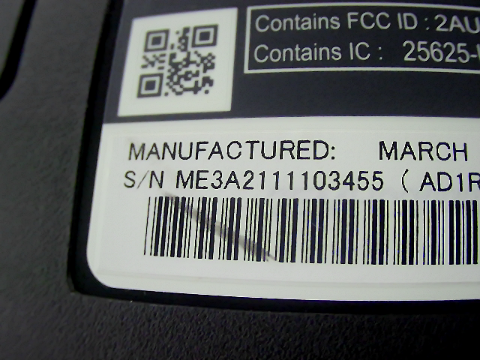 Contains FCC ID : 2AU
Contains IC : 25625-
MANUFACTURED: MARCH
S/N ME3A2111103455 ( AD1R